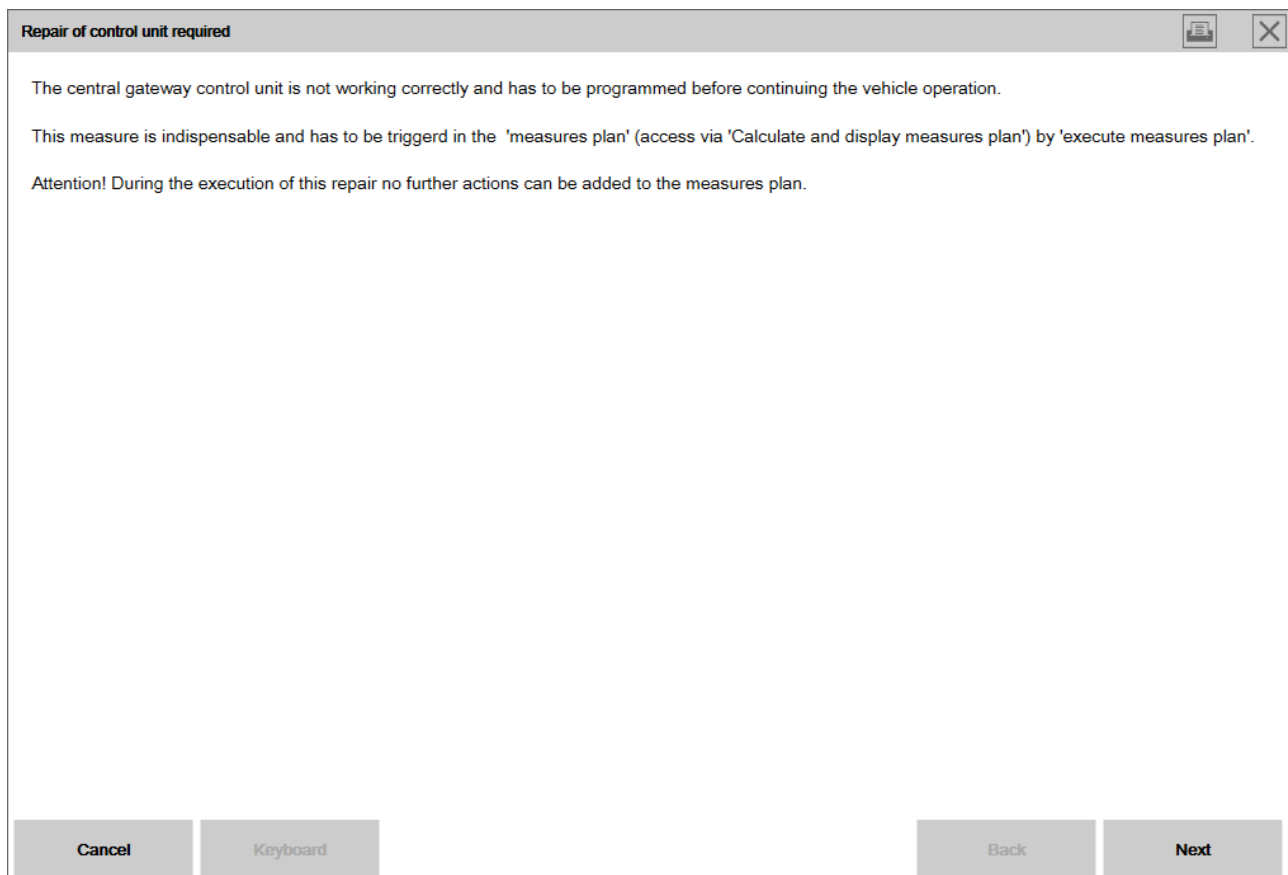 Repair of control unit required
The central gateway control unit is not working correctly and has to be programmed before continuing the vehicle operation.
This measure is indispensable and has to be triggerd in the  'measures plan' (access via 'Calculate and display measures plan') by 'execute measures plan'.
Attention! During the execution of this repair no further actions can be added to the measures plan.
Cancel
Keyboard
Back
Next